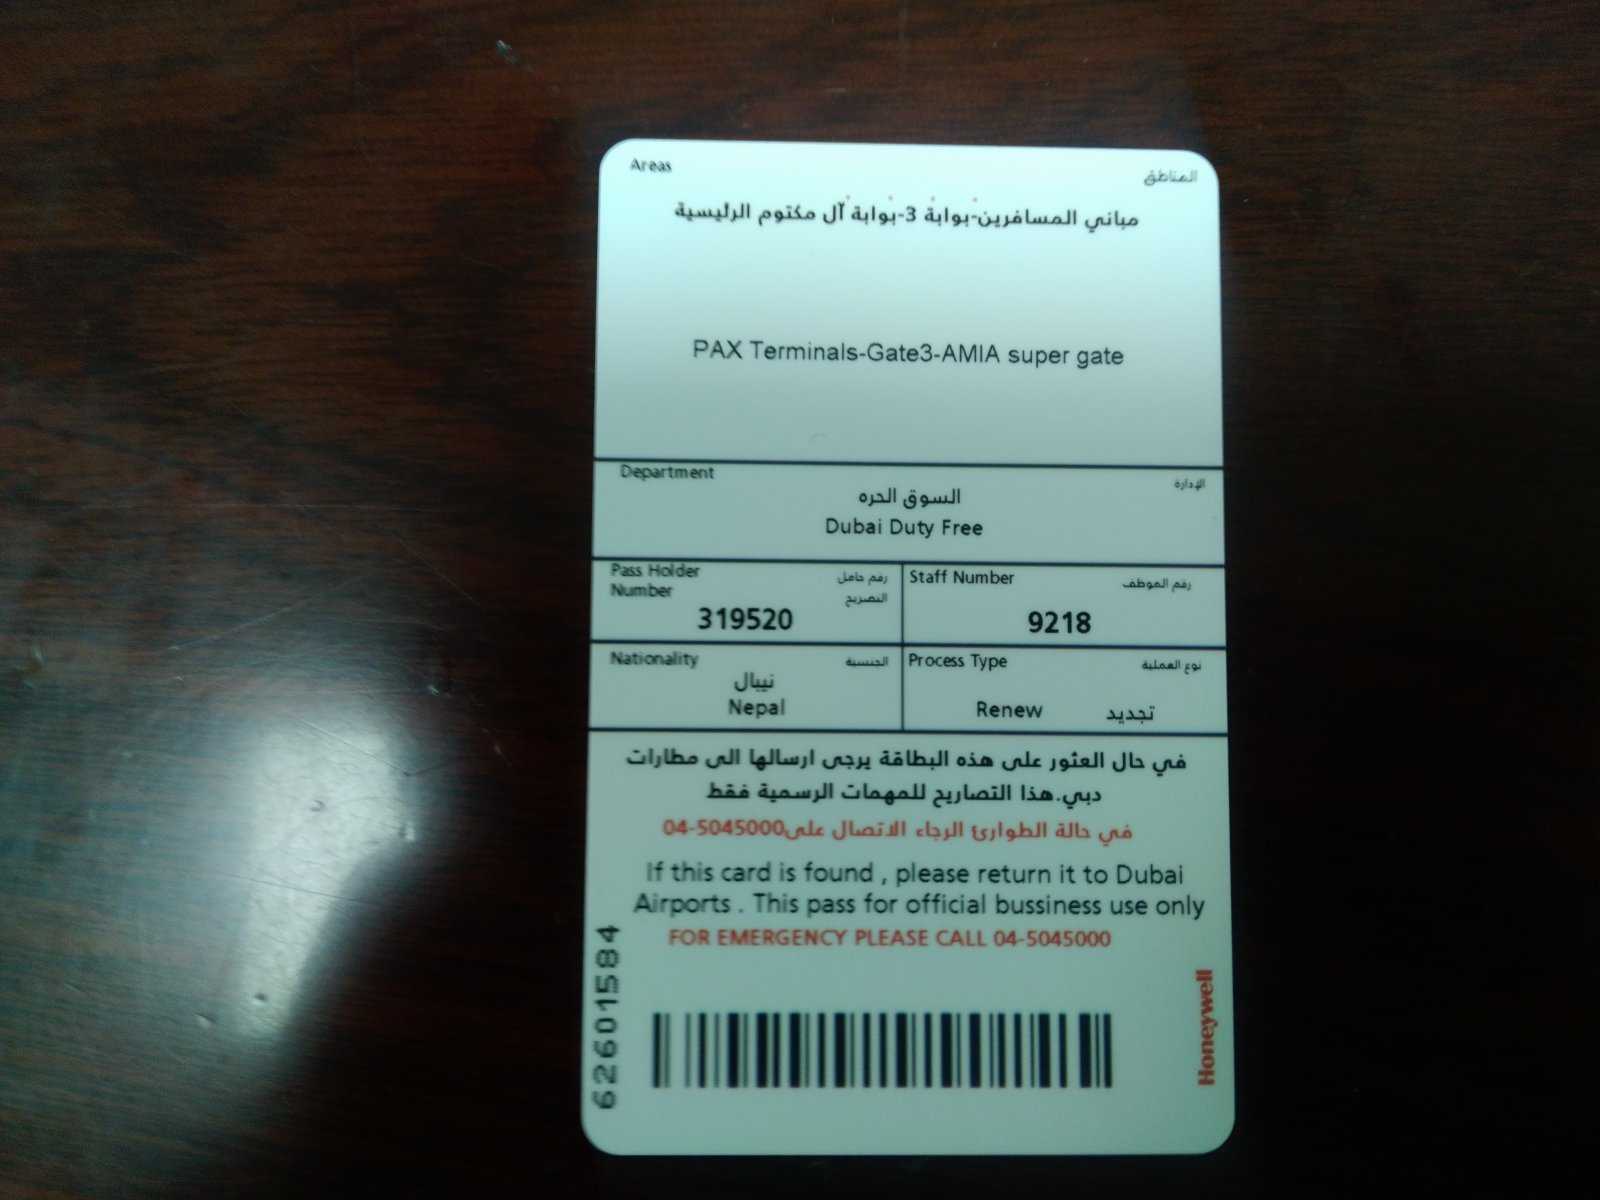 Areas
المناطق
مباني المسافرين-بوابة 3-بوابة آل مكتوم الرئيسية
PAX Terminals-Gate3-AMIA super gate
Department
الإدارة
السوق الحره
Dubai Duty Free
Pass Holder Number
رقم حامل التصريح
319520
Staff Number
رقم الموظف
9218
Nationality
الجنسية
نيبال
Nepal
Process Type
نوع العملية
Renew تجديد
في حال العثور على هذه البطاقة يرجى ارسالها الى مطارات
دبي.هذا التصاريح للمهمات الرسمية فقط
في حالة الطوارئ الرجاء الاتصال على04-5045000
If this card is found , please return it to Dubai
Airports . This pass for official bussiness use only
FOR EMERGENCY PLEASE CALL 04-5045000
62601584
Honeywell